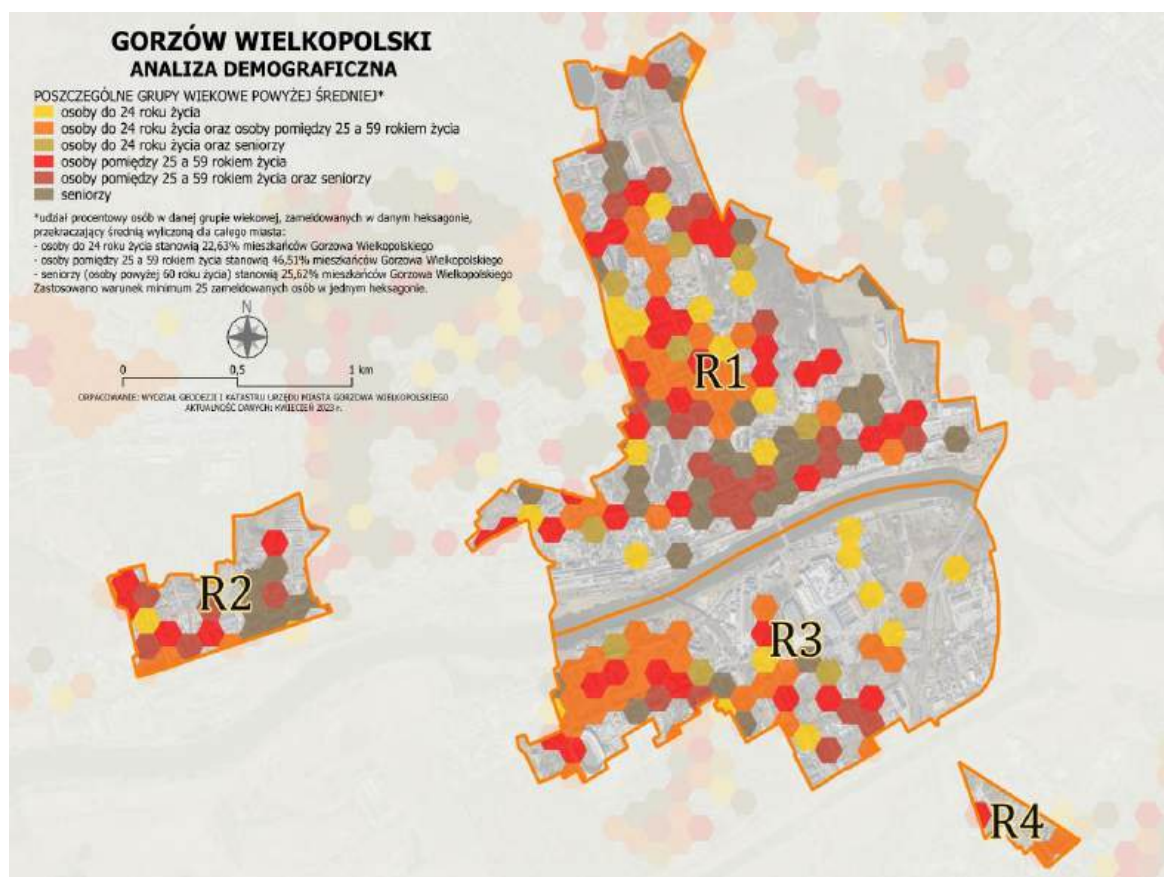 GORZÓW WIELKOPOLSKI
ANALIZA DEMOGRAFICZNA
POSZCZEGÓLNE GRUPY WIEKOWE POWYŻEJ ŚREDNIEJ*
osoby do 24 roku życia
osoby do 24 roku życia oraz osoby pomiędzy 25 a 59 rokiem życia
osoby do 24 roku życia oraz seniorzy
osoby pomiędzy 25 a 59 rokiem życia
osoby pomiędzy 25 a 59 rokiem życia oraz seniorzy
seniorzy
*udział procentowy osób w danej grupie wiekowej, zameldowanych w danym heksagonie,
przekraczający średnią wyliczoną dla całego miasta:
- osoby do 24 roku życia stanowią 22,63% mieszkańców Gorzowa Wielkopolskiego
- osoby pomiędzy 25 a 59 rokiem życia stanowią 46,51% mieszkańców Gorzowa Wielkopolskiego
- seniorzy (osoby powyżej 60 roku życia) stanowią 25,62% mieszkańców Gorzowa Wielkopolskiego
Zastosowano warunek minimum 25 zameldowanych osób w jednym heksagonie.
N
0 0,5 1 km
OPRACOWANIE: WYDZIAŁ GEODEZJI I KATASTRU URZĘDU MIASTA GORZOWA WIELKOPOLSKIEGO
AKTUALNOŚĆ DANYCH: KWIECIEŃ 2023 r.
R1
R2
R3
R4